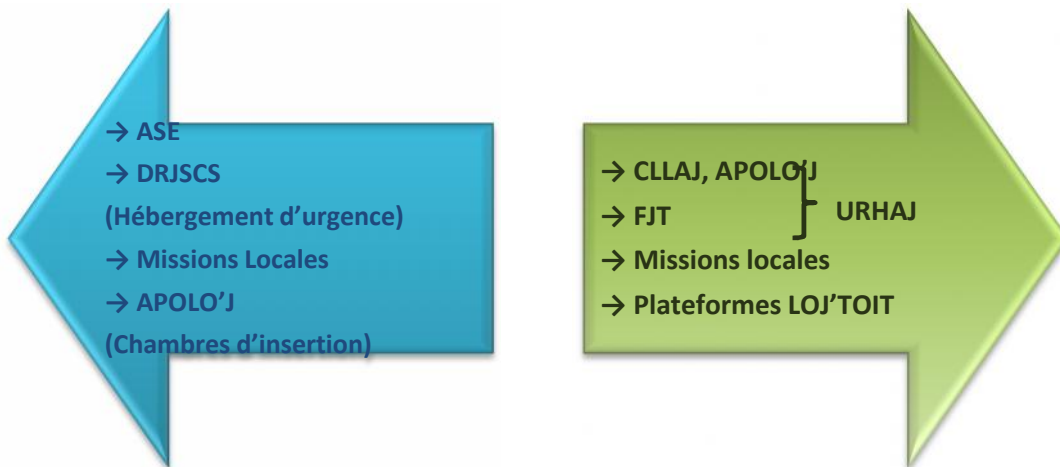 → ASE
→ DRJSCS
(Hébergement d’urgence)
→ Missions Locales
→ APOLO’J
(Chambres d’insertion)
→ CLLAJ, APOLO’J
→ FJT
URHAJ
→ Missions locales
→ Plateformes LOJ’TOIT